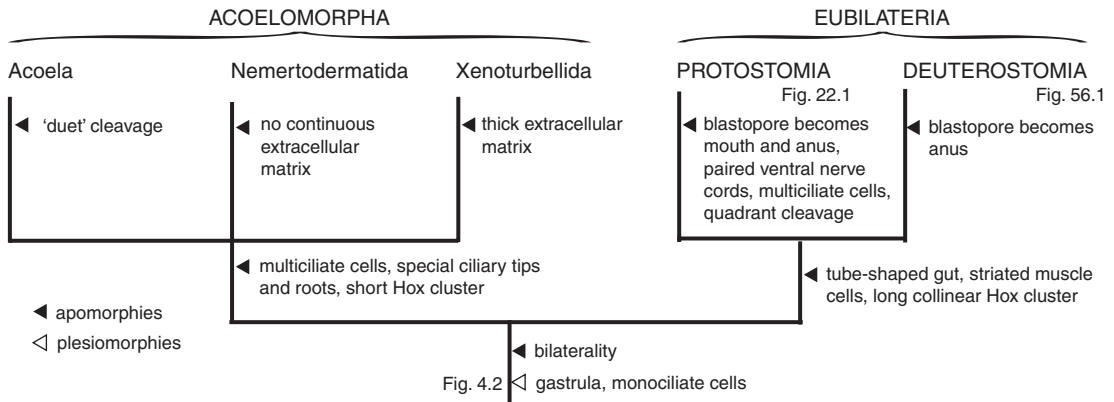 ACOELOMORPHA
EUBILATERIA
Acoela
Nemertodermatida
Xenoturbellida
PROTOSTOMIA
DEUTEROSTOMIA
Fig. 22.1
Fig. 56.1
'duet' cleavage
no continuous
extracellular
matrix
thick extracellular
matrix
blastopore becomes
mouth and anus,
paired ventral nerve
cords, multiciliate cells,
quadrant cleavage
blastopore becomes
anus
multiciliate cells, special ciliary tips
and roots, short Hox cluster
tube-shaped gut, striated muscle
cells, long collinear Hox cluster
apomorphies
plesiomorphies
bilaterality
Fig. 4.2
gastrula, monociliate cells